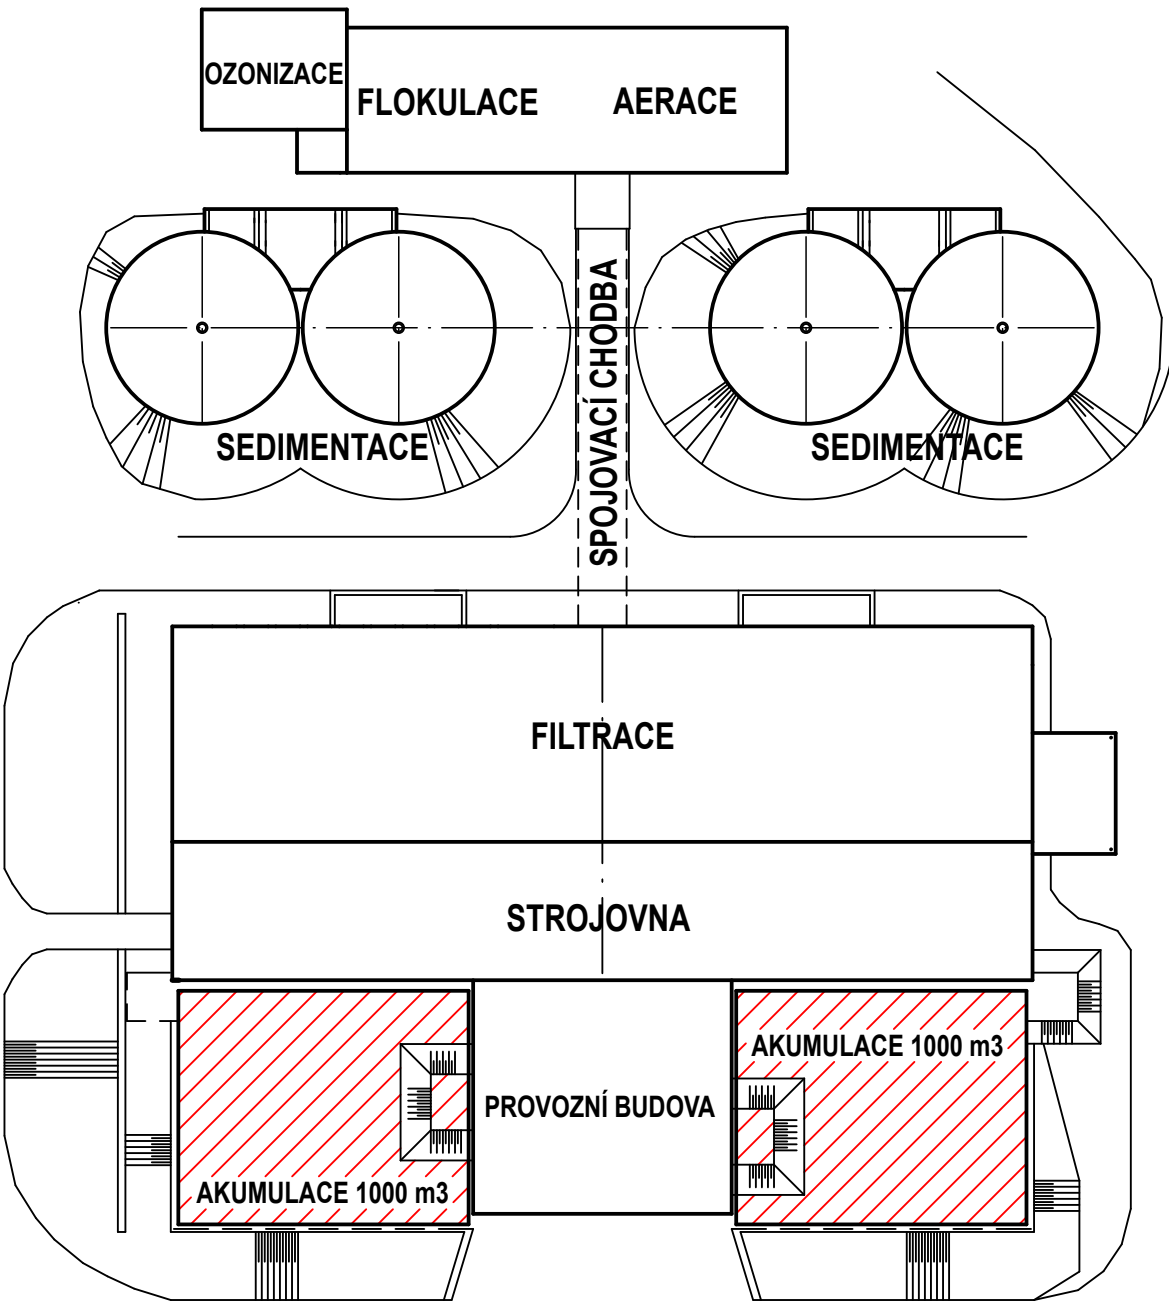 OZONIZACE
FLOKULACE
AERACE
SPOJOVACÍ CHODBA
SEDIMENTACE
SEDIMENTACE
FILTRACE
STROJOVNA
AKUMULACE 1000 m3
PROVOZNÍ BUDOVA
AKUMULACE 1000 m3